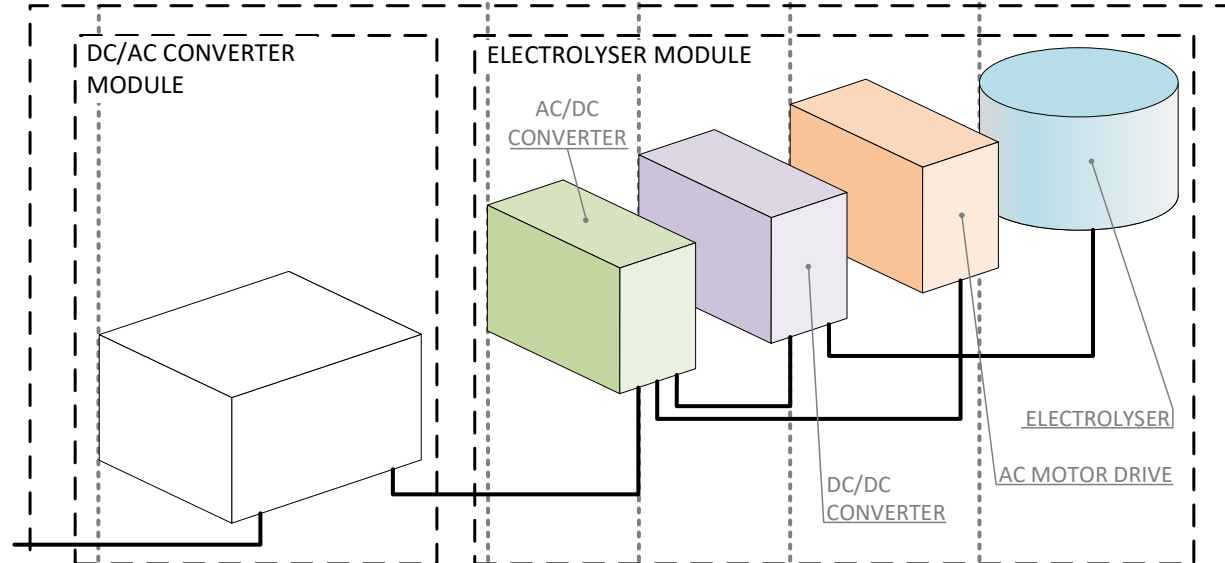 DC/AC CONVERTER
MODULE
ELECTROLYSER MODULE
AC/DC
CONVERTER
ELECTROLYSER
AC MOTOR DRIVE
DC/DC
CONVERTER